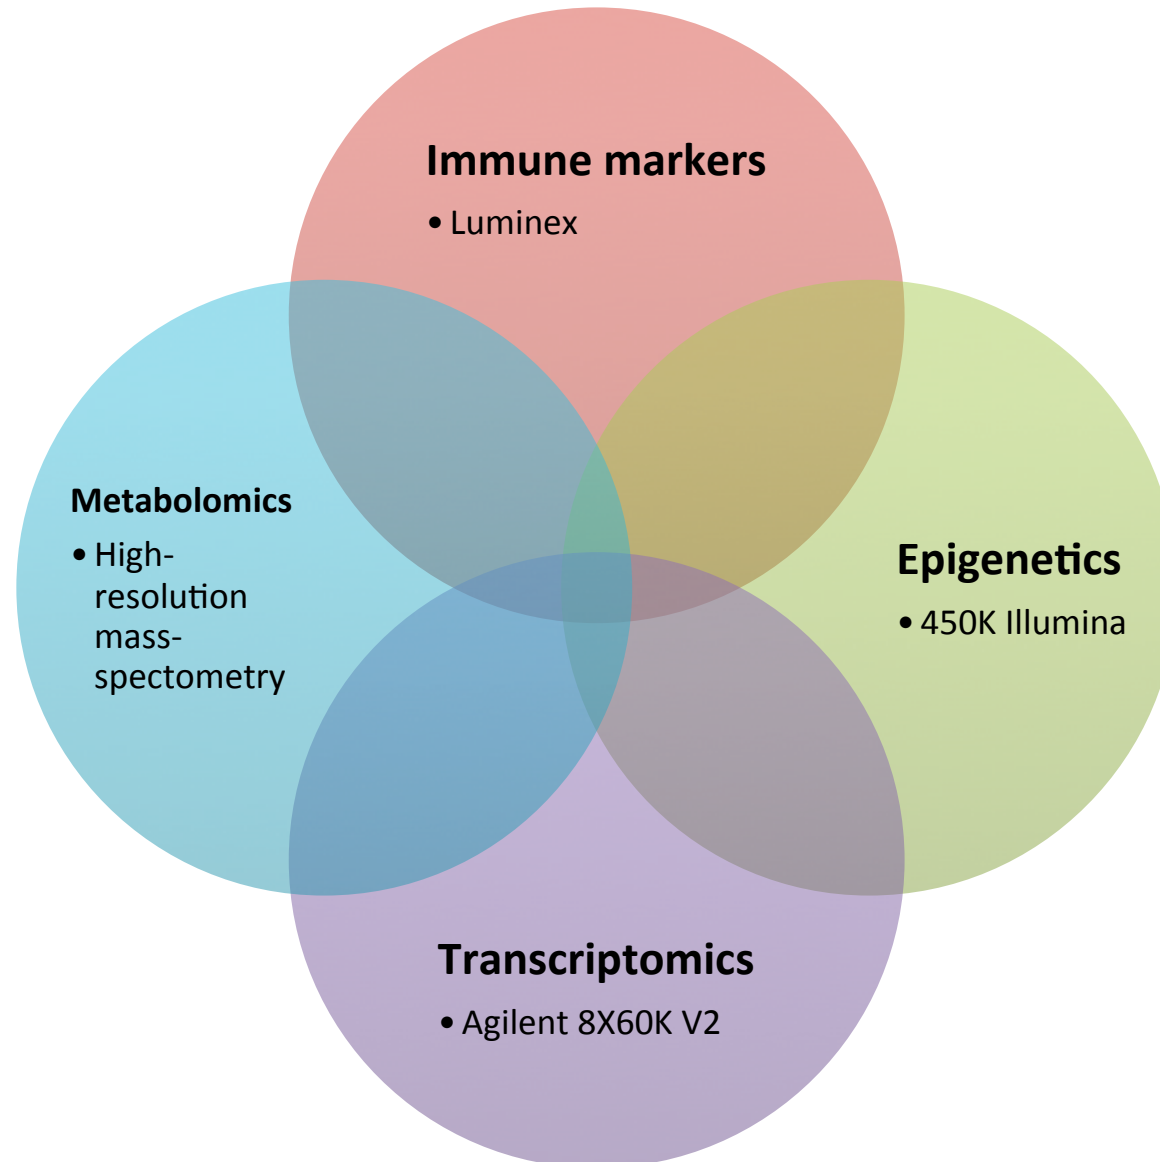 Immune markers
• Luminex
Metabolomics
• High-
resolution
mass-
spectometry
Epigenetics
• 450K Illumina
Transcriptomics
• Agilent 8X60K V2